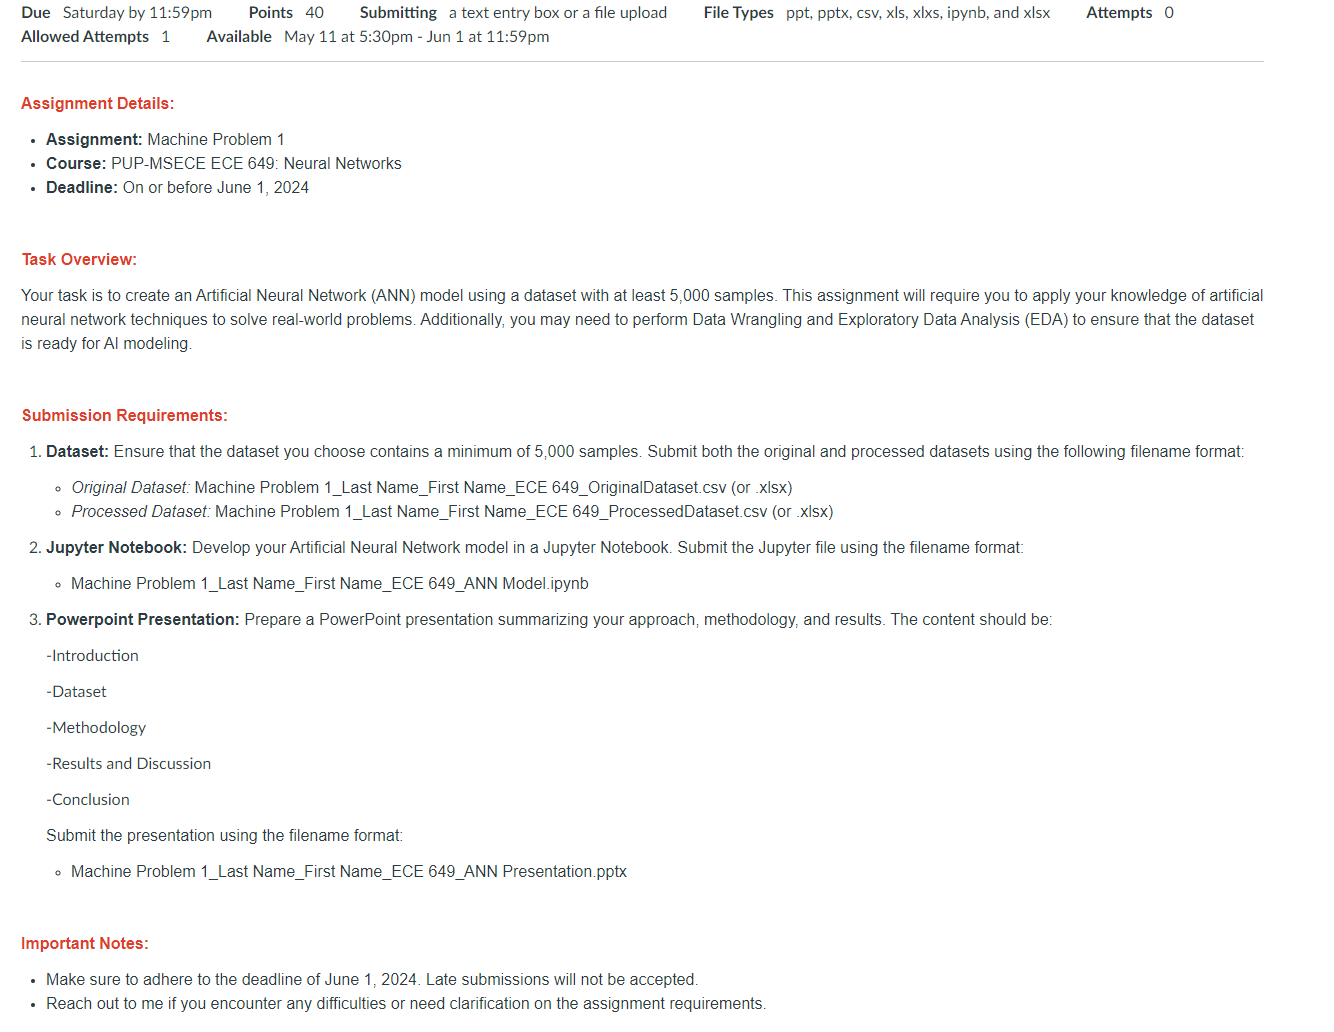 Due Saturday by 11:59pm Points 40 Submitting a text entry box or a file upload File Types ppt, pptx, csv, xls, xlxs, ipynb, and xlsx Attempts 0
Allowed Attempts 1 Available May 11 at 5:30pm - Jun 1 at 11:59pm
Assignment Details:
• Assignment: Machine Problem 1
• Course: PUP-MSECE ECE 649: Neural Networks
• Deadline: On or before June 1, 2024
Task Overview:
Your task is to create an Artificial Neural Network (ANN) model using a dataset with at least 5,000 samples. This assignment will require you to apply your knowledge of artificial
neural network techniques to solve real-world problems. Additionally, you may need to perform Data Wrangling and Exploratory Data Analysis (EDA) to ensure that the dataset
is ready for AI modeling.
Submission Requirements:
1. Dataset: Ensure that the dataset you choose contains a minimum of 5,000 samples. Submit both the original and processed datasets using the following filename format:
◦ Original Dataset: Machine Problem 1_Last Name_First Name_ECE 649_OriginalDataset.csv (or .xlsx)
◦ Processed Dataset: Machine Problem 1_Last Name_First Name_ECE 649_ProcessedDataset.csv (or .xlsx)
2. Jupyter Notebook: Develop your Artificial Neural Network model in a Jupyter Notebook. Submit the Jupyter file using the filename format:
◦ Machine Problem 1_Last Name_First Name_ECE 649_ANN Model.ipynb
3. Powerpoint Presentation: Prepare a PowerPoint presentation summarizing your approach, methodology, and results. The content should be:
-Introduction
-Dataset
-Methodology
-Results and Discussion
-Conclusion
Submit the presentation using the filename format:
◦ Machine Problem 1_Last Name_First Name_ECE 649_ANN Presentation.pptx
Important Notes:
• Make sure to adhere to the deadline of June 1, 2024. Late submissions will not be accepted.
• Reach out to me if you encounter any difficulties or need clarification on the assignment requirements.